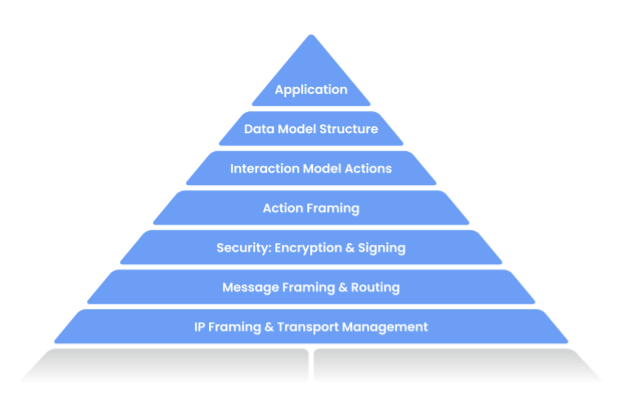 Application
Data Model Structure
Interaction Model Actions
Action Framing
Security: Encryption & Signing
Message Framing & Routing
IP Framing & Transport Management